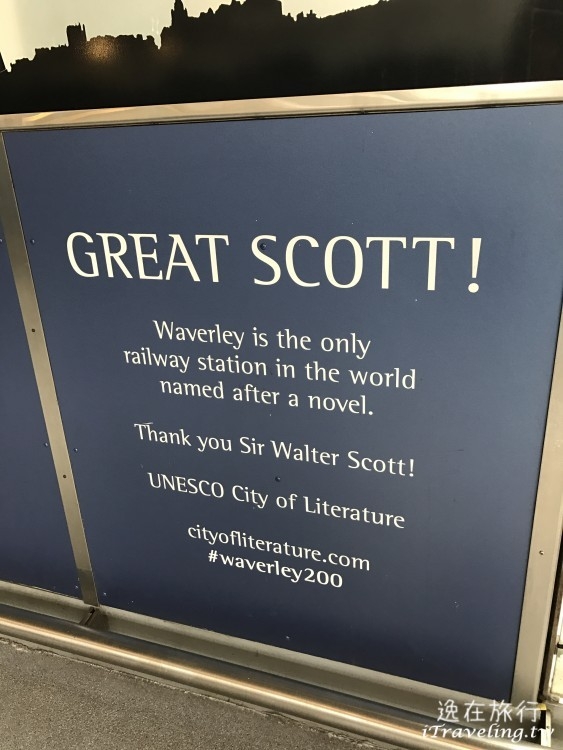 GREAT SCOTT!
Waverley is the only
railway station in the world
named after a novel.
Thank you Sir Walter Scott!
UNESCO City of Literature
cityofliterature.com
#waverley200
逸在旅行
iTraveling.tw